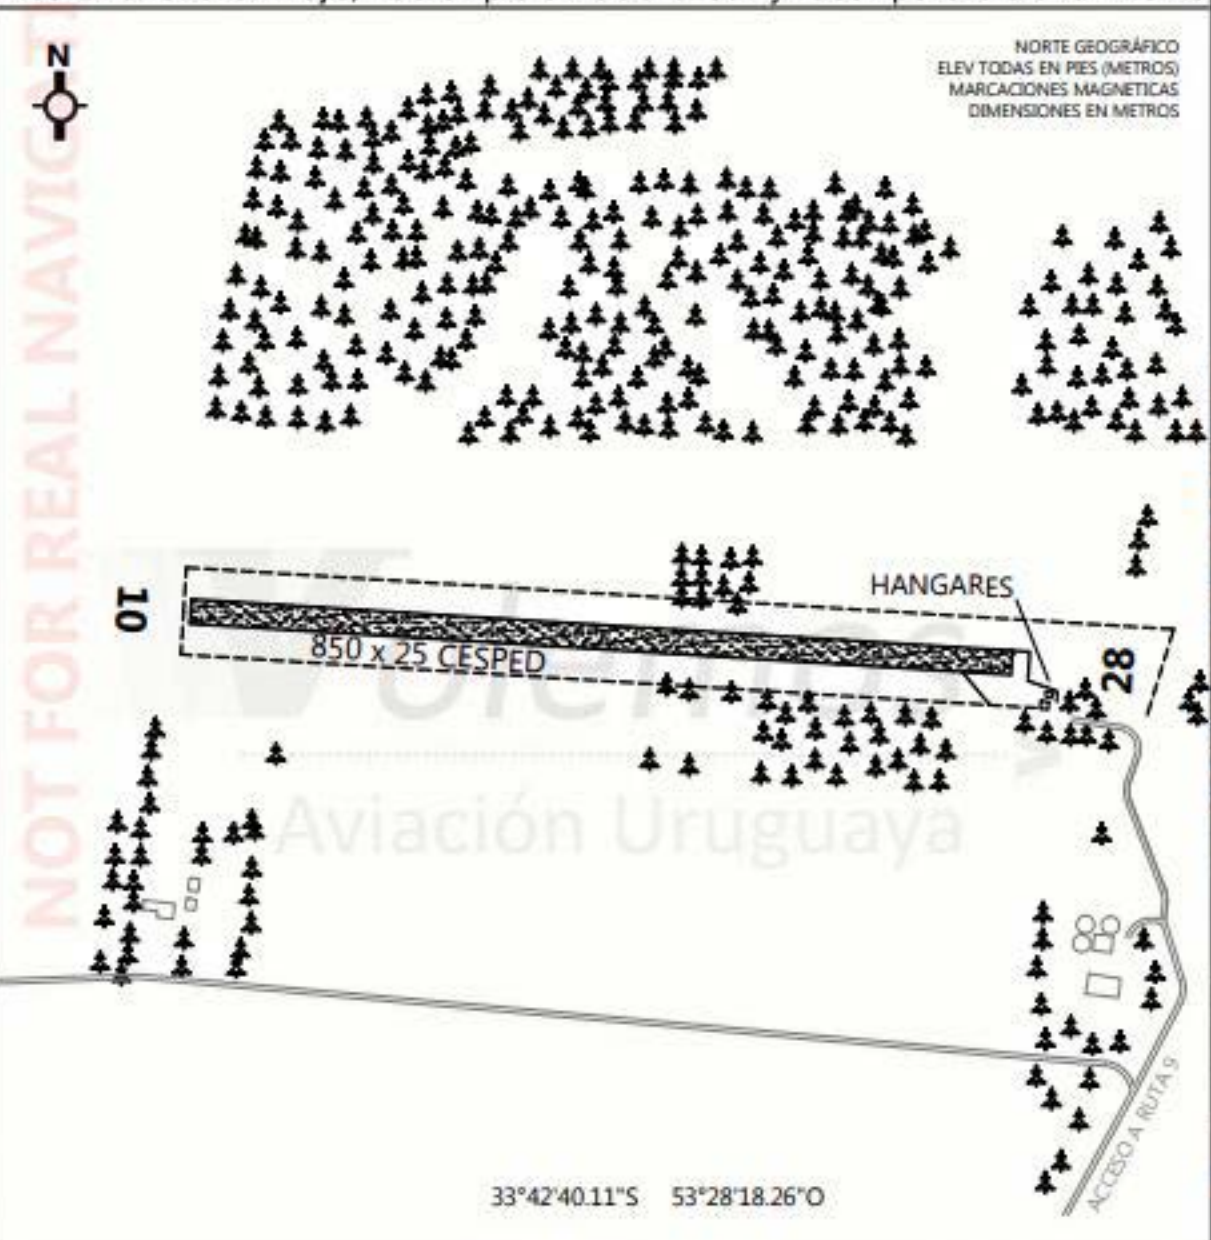 N
NORTE GEOGRÁFICO
ELEV TODAS EN PIES (METROS)
MARCACIONES MAGNETICAS
DIMENSIONES EN METROS
NOT FOR REAL NAVIGAT
HANGARES
10
850 x 25 CESPED
28
Aviación Uruguaya
ACCESO A RUTA 9
33°42'40.11"S 53°28'18.26"O